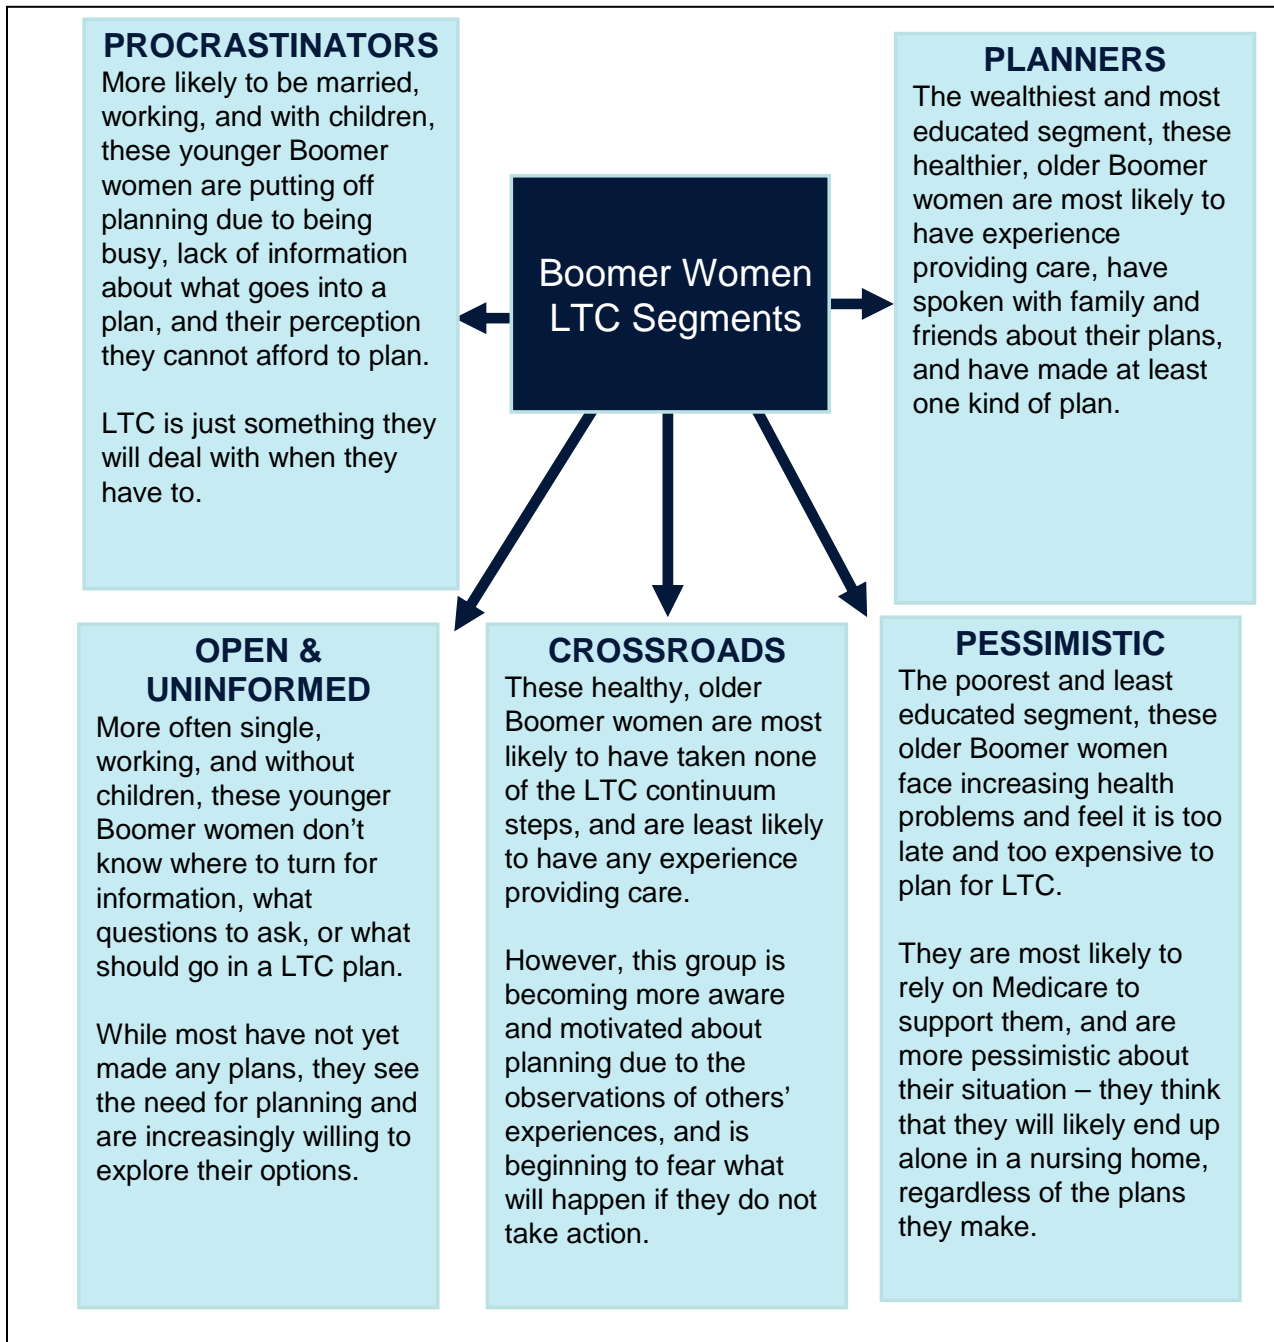 PROCRASTINATORS
More likely to be married,
working, and with children,
these younger Boomer
women are putting off
planning due to being
busy, lack of information
about what goes into a
plan, and their perception
they cannot afford to plan.
LTC is just something they
will deal with when they
have to.
Boomer Women
LTC Segments
PLANNERS
The wealthiest and most
educated segment, these
healthier, older Boomer
women are most likely to
have experience
providing care, have
spoken with family and
friends about their plans,
and have made at least
one kind of plan.
OPEN &
UNINFORMED
More often single,
working, and without
children, these younger
Boomer women don’t
know where to turn for
information, what
questions to ask, or what
should go in a LTC plan.
While most have not yet
made any plans, they see
the need for planning and
are increasingly willing to
explore their options.
CROSSROADS
These healthy, older
Boomer women are most
likely to have taken none
of the LTC continuum
steps, and are least likely
to have any experience
providing care.
However, this group is
becoming more aware
and motivated about
planning due to the
observations of others’
experiences, and is
beginning to fear what
will happen if they do not
take action.
PESSIMISTIC
The poorest and least
educated segment, these
older Boomer women
face increasing health
problems and feel it is too
late and too expensive to
plan for LTC.
They are most likely to
rely on Medicare to
support them, and are
more pessimistic about
their situation – they think
that they will likely end up
alone in a nursing home,
regardless of the plans
they make.